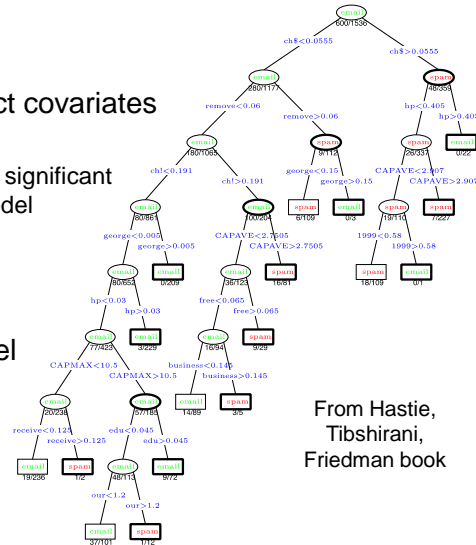 email
600/1536
ch$<0.0555
ch$>0.0555
email
280/1177
spam
48/359
remove<0.06
remove>0.06
hp<0.405
hp>0.405
ct covariates
email
180/1065
spam
9/112
spam
26/337
email
0/22
significant
del
ch!<0.191
ch!>0.191
george<0.15
george>0.15
CAPAVE<2.907
CAPAVE>2.907
email
80/861
email
100/204
spam
6/109
email
0/3
spam
19/110
spam
7/227
george<0.005
george>0.005
CAPAVE<2.7505
CAPAVE>2.7505
1999<0.58
1999>0.58
email
80/652
email
0/209
email
36/123
spam
16/81
spam
18/109
email
0/1
hp<0.03
hp>0.03
free<0.065
free>0.065
el
email
77/423
email
3/229
email
16/94
spam
9/29
CAPMAX<10.5
CAPMAX>10.5
business<0.145
business>0.145
email
20/238
email
57/185
email
14/89
spam
3/5
receive<0.125
receive>0.125
edu<0.045
edu>0.045
email
19/236
spam
1/2
email
48/113
email
9/72
our<1.2
our>1.2
email
37/101
spam
1/12
From Hastie,
Tibshirani,
Friedman book